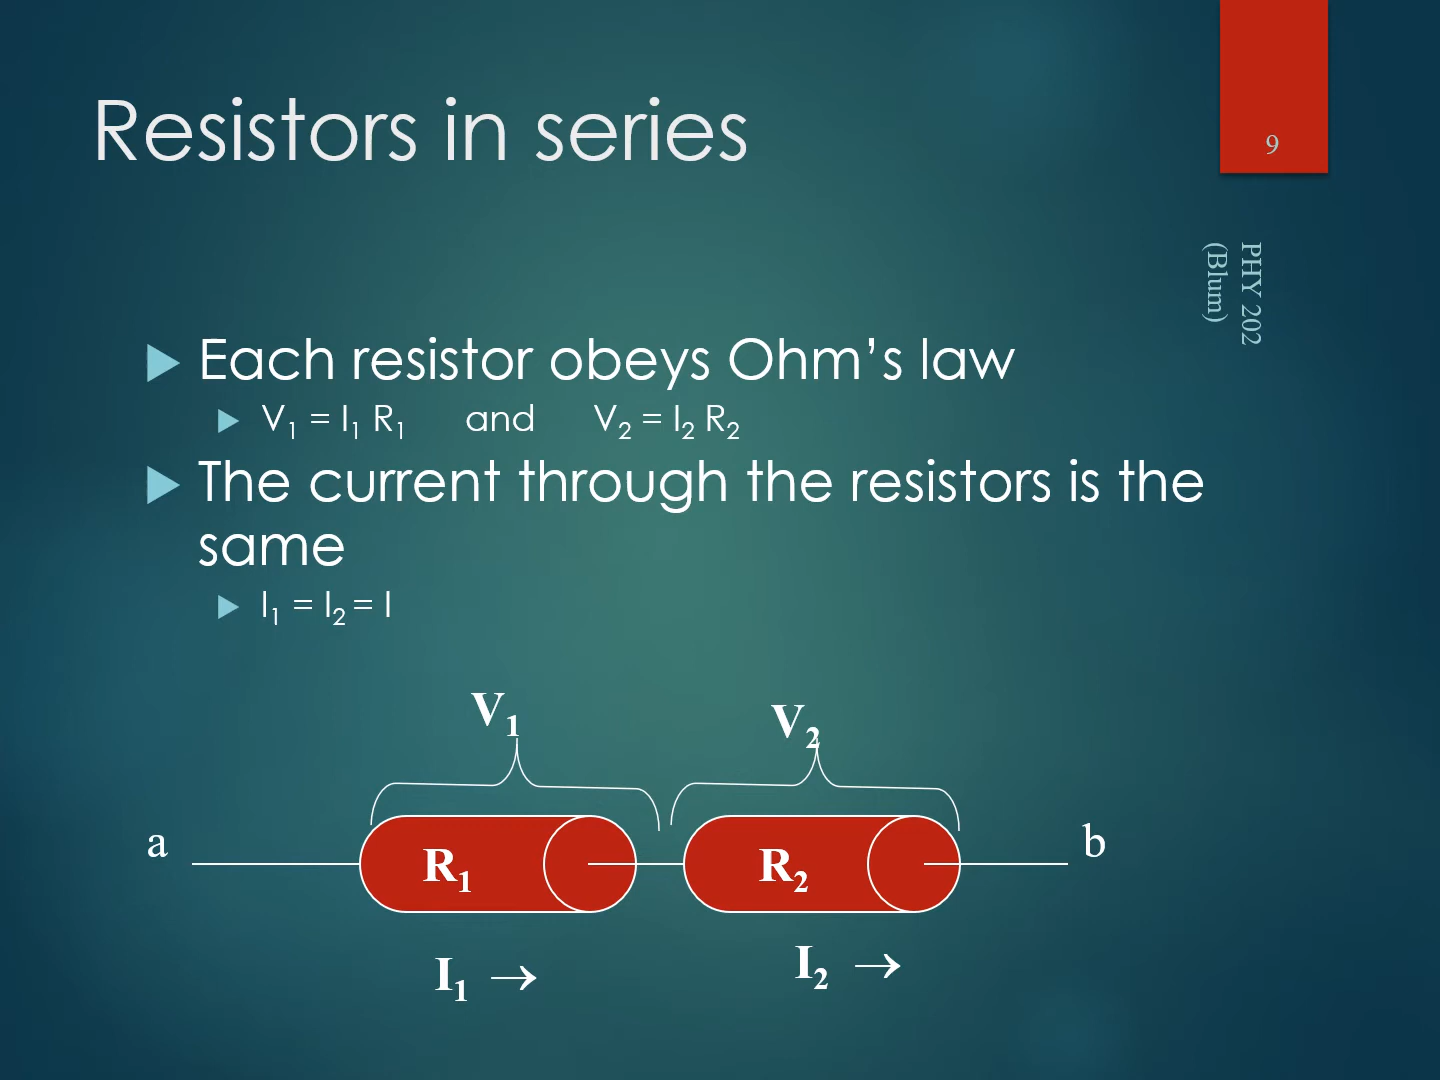 Resistors in series
9
PHY 202
(Blum)
Each resistor obeys Ohm’s law
V₁ = I₁ R₁ and V₂ = I₂ R₂
The current through the resistors is the
same
I₁ = I₂ = I
V₁ V₂
a R₁ R₂ b
I₁ → I₂ →